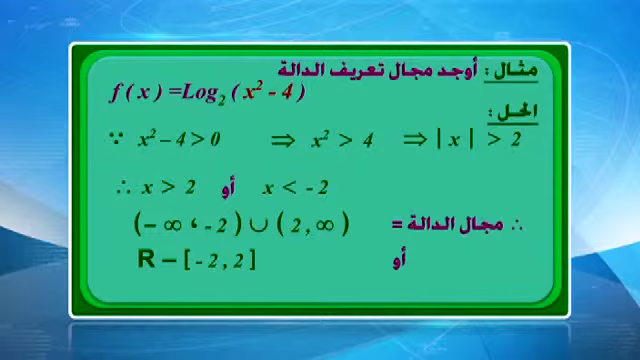 مثال : أوجد مجال تعريف الدالة
f ( x ) =Log₂ ( x² - 4 )
الحل :
∵ x² – 4 > 0 ⇒ x² > 4 ⇒ | x | > 2
∴ x > 2 أو x < - 2
∴ مجال الدالة = (– ∞ ، - 2 ) ∪ ( 2 , ∞ )
أو R – [ - 2 , 2 ]